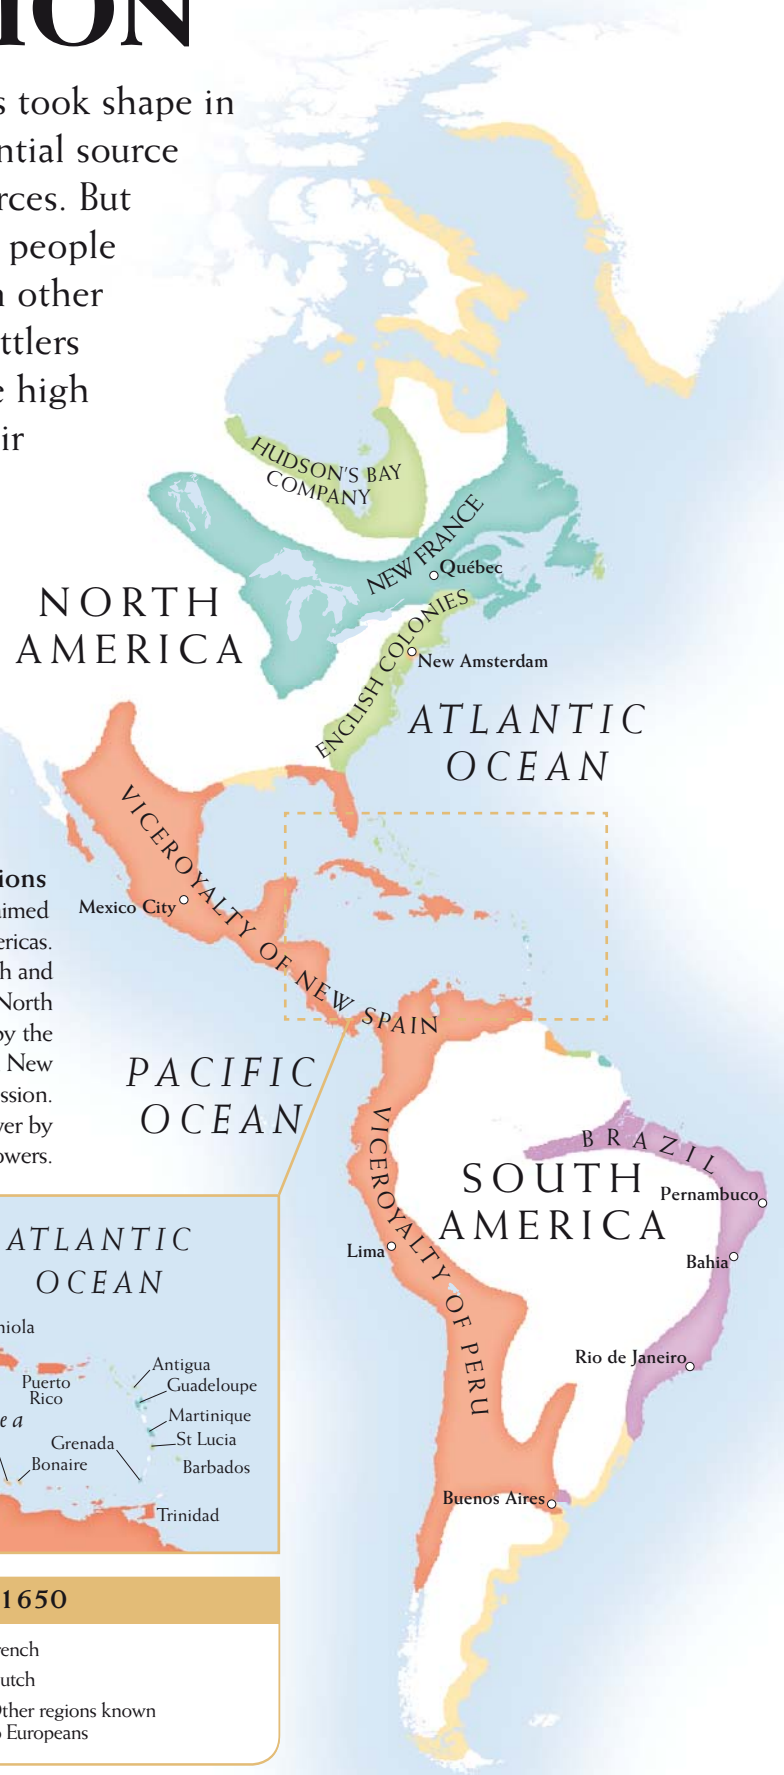 ION
s took shape in
ntial source
rces. But
people
n other
ttlers
e high
ir
HUDSON'S BAY
COMPANY
NEW FRANCE
Québec
NORTH
AMERICA
ENGLISH COLONIES
New Amsterdam
ATLANTIC
OCEAN
VICEROYALTY OF NEW SPAIN
Mexico City
ions
aimed
ericas.
h and
North
by the
New
ssion.
ver by
owers.
PACIFIC
OCEAN
BRAZIL
SOUTH
AMERICA
Pernambuco
VICEROYALTY OF PERU
Lima
Bahia
Rio de Janeiro
Buenos Aires
ATLANTIC
OCEAN
niola
Puerto
Rico
Antigua
Guadeloupe
e a
Martinique
Grenada
St Lucia
Bonaire
Barbados
Trinidad
1650
rench
utch
ther regions known
o Europeans